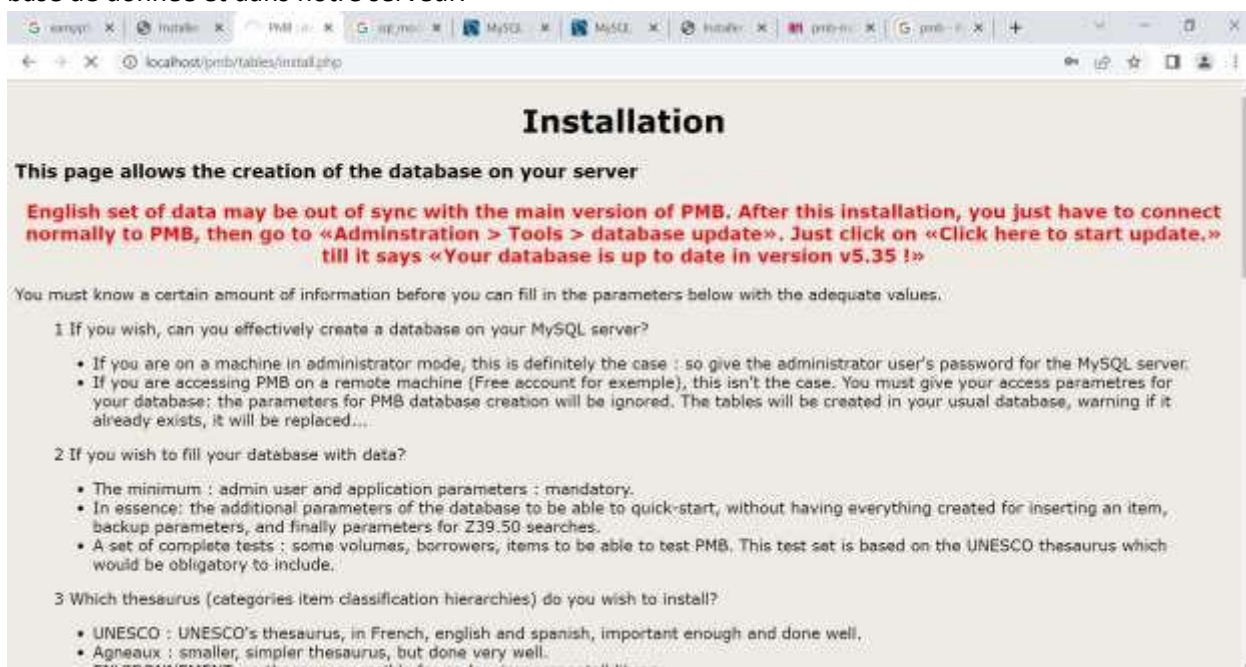 base de donnée et dans notre serveur.
xampp
Installer
PMB
MySQL
MySQL
Installer
localhost/pmb/tables/install.php
Installation
This page allows the creation of the database on your server
English set of data may be out of sync with the main version of PMB. After this installation, you just have to connect
normally to PMB, then go to «Adminstration > Tools > database update». Just click on «Click here to start update.»
till it says «Your database is up to date in version v5.35 !»
You must know a certain amount of information before you can fill in the parameters below with the adequate values.
1 If you wish, can you effectively create a database on your MySQL server?
• If you are on a machine in administrator mode, this is definitely the case : so give the administrator user's password for the MySQL server.
• If you are accessing PMB on a remote machine (Free account for exemple), this isn't the case. You must give your access parametres for
your database: the parameters for PMB database creation will be ignored. The tables will be created in your usual database, warning if it
already exists, it will be replaced...
2 If you wish to fill your database with data?
• The minimum : admin user and application parameters : mandatory.
• In essence: the additional parameters of the database to be able to quick-start, without having everything created for inserting an item,
backup parameters, and finally parameters for Z39.50 searches.
• A set of complete tests : some volumes, borrowers, items to be able to test PMB. This test set is based on the UNESCO thesaurus which
would be obligatory to include.
3 Which thesaurus (categories item classification hierarchies) do you wish to install?
• UNESCO : UNESCO's thesaurus, in French, english and spanish, important enough and done well.
• Agneaux : smaller, simpler thesaurus, but done very well.